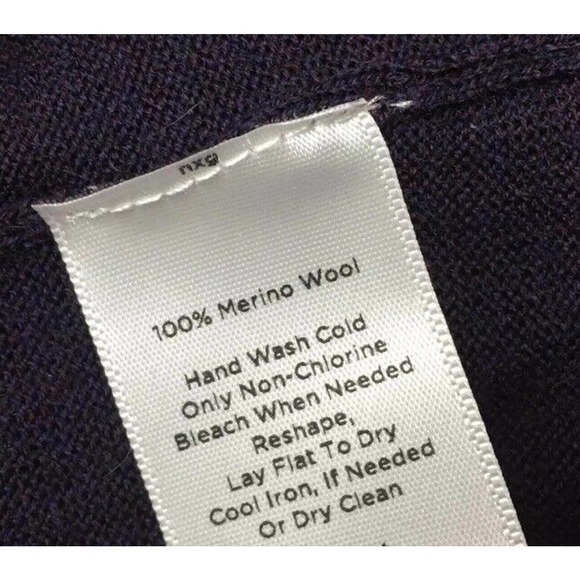 nxg
100% Merino Wool
Hand Wash Cold
Only Non-Chlorine
Bleach When Needed
Reshape,
Lay Flat To Dry
Cool Iron, If Needed
Or Dry Clean